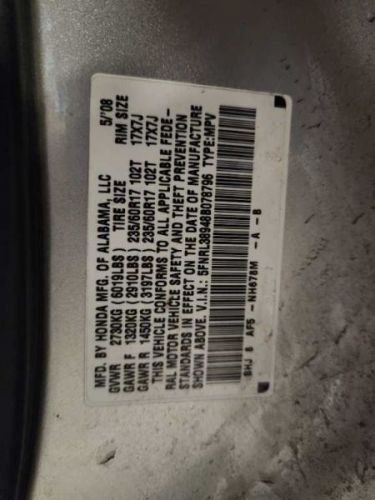 MFD. BY HONDA MFG. OF ALABAMA, LLC 5/'08
GVWR 2730KG (6019LBS) TIRE SIZE RIM SIZE
GAWR F 1320KG (2910LBS) 235/60R17 102T 17X7J
GAWR R 1450KG (3197LBS) 235/60R17 102T 17X7J
THIS VEHICLE CONFORMS TO ALL APPLICABLE FEDE-
RAL MOTOR VEHICLE SAFETY AND THEFT PREVENTION
STANDARDS IN EFFECT ON THE DATE OF MANUFACTURE
SHOWN ABOVE. V.I.N.: 5FNRL38948B078796 TYPE: MPV
SHJ 6 AF5 -NH678M -A -B